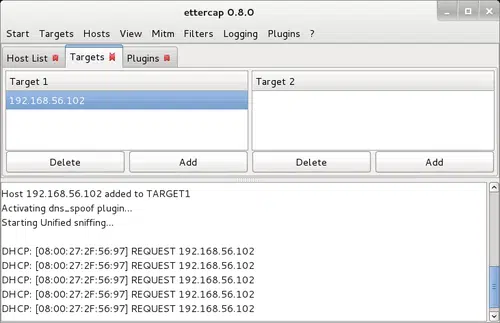 ettercap 0.8.0
Start Targets Hosts View Mitm Filters Logging Plugins ?
Host List Targets Plugins
Target 1 Target 2
192.168.56.102
Delete Add Delete Add
Host 192.168.56.102 added to TARGET1
Activating dns_spoof plugin...
Starting Unified sniffing...
DHCP: [08:00:27:2F:56:97] REQUEST 192.168.56.102
DHCP: [08:00:27:2F:56:97] REQUEST 192.168.56.102
DHCP: [08:00:27:2F:56:97] REQUEST 192.168.56.102
DHCP: [08:00:27:2F:56:97] REQUEST 192.168.56.102
DHCP: [08:00:27:2F:56:97] REQUEST 192.168.56.102